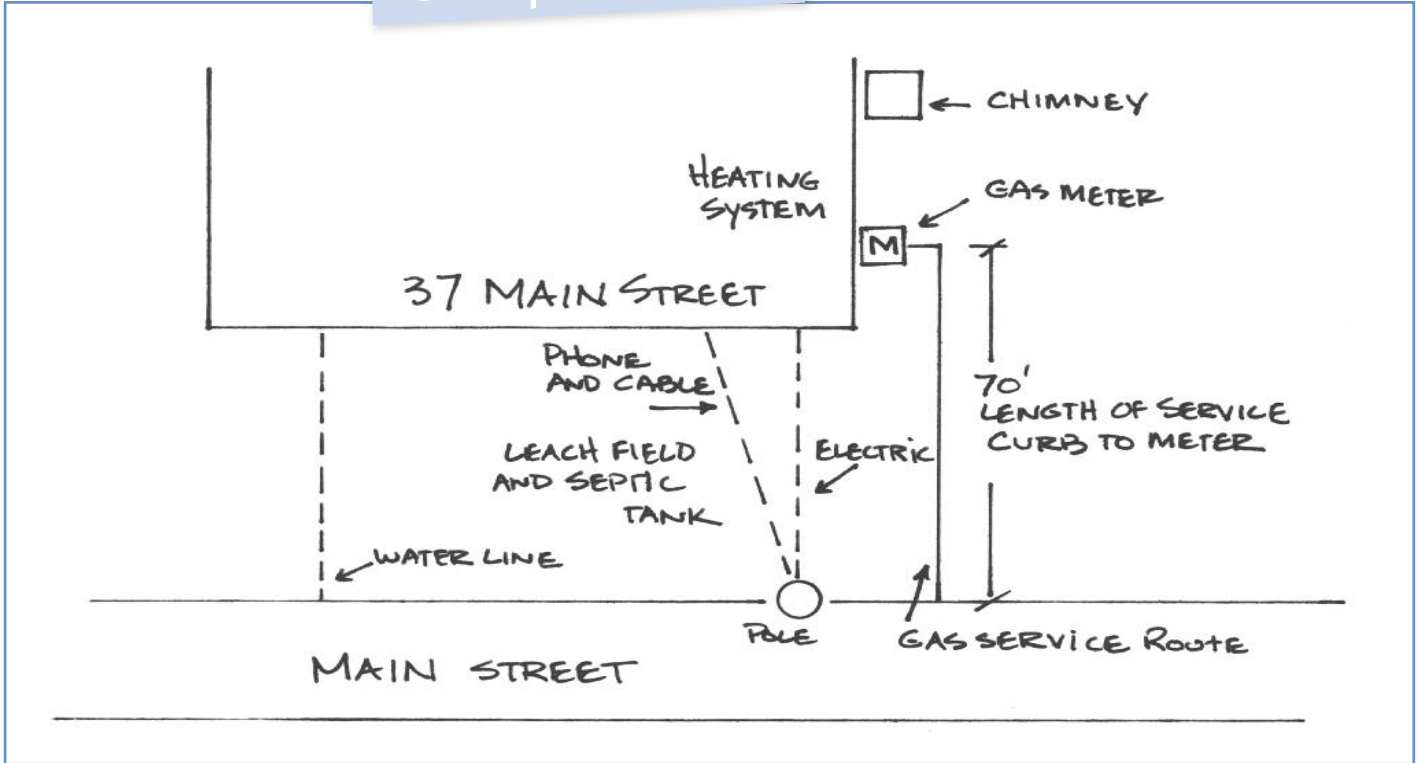 CHIMNEY
HEATING
SYSTEM
GAS METER
M
37 MAIN STREET
PHONE
AND CABLE
70'
LENGTH OF SERVICE
CURB TO METER
LEACH FIELD
AND SEPTIC
TANK
ELECTRIC
WATER LINE
POLE
GAS SERVICE ROUTE
MAIN STREET